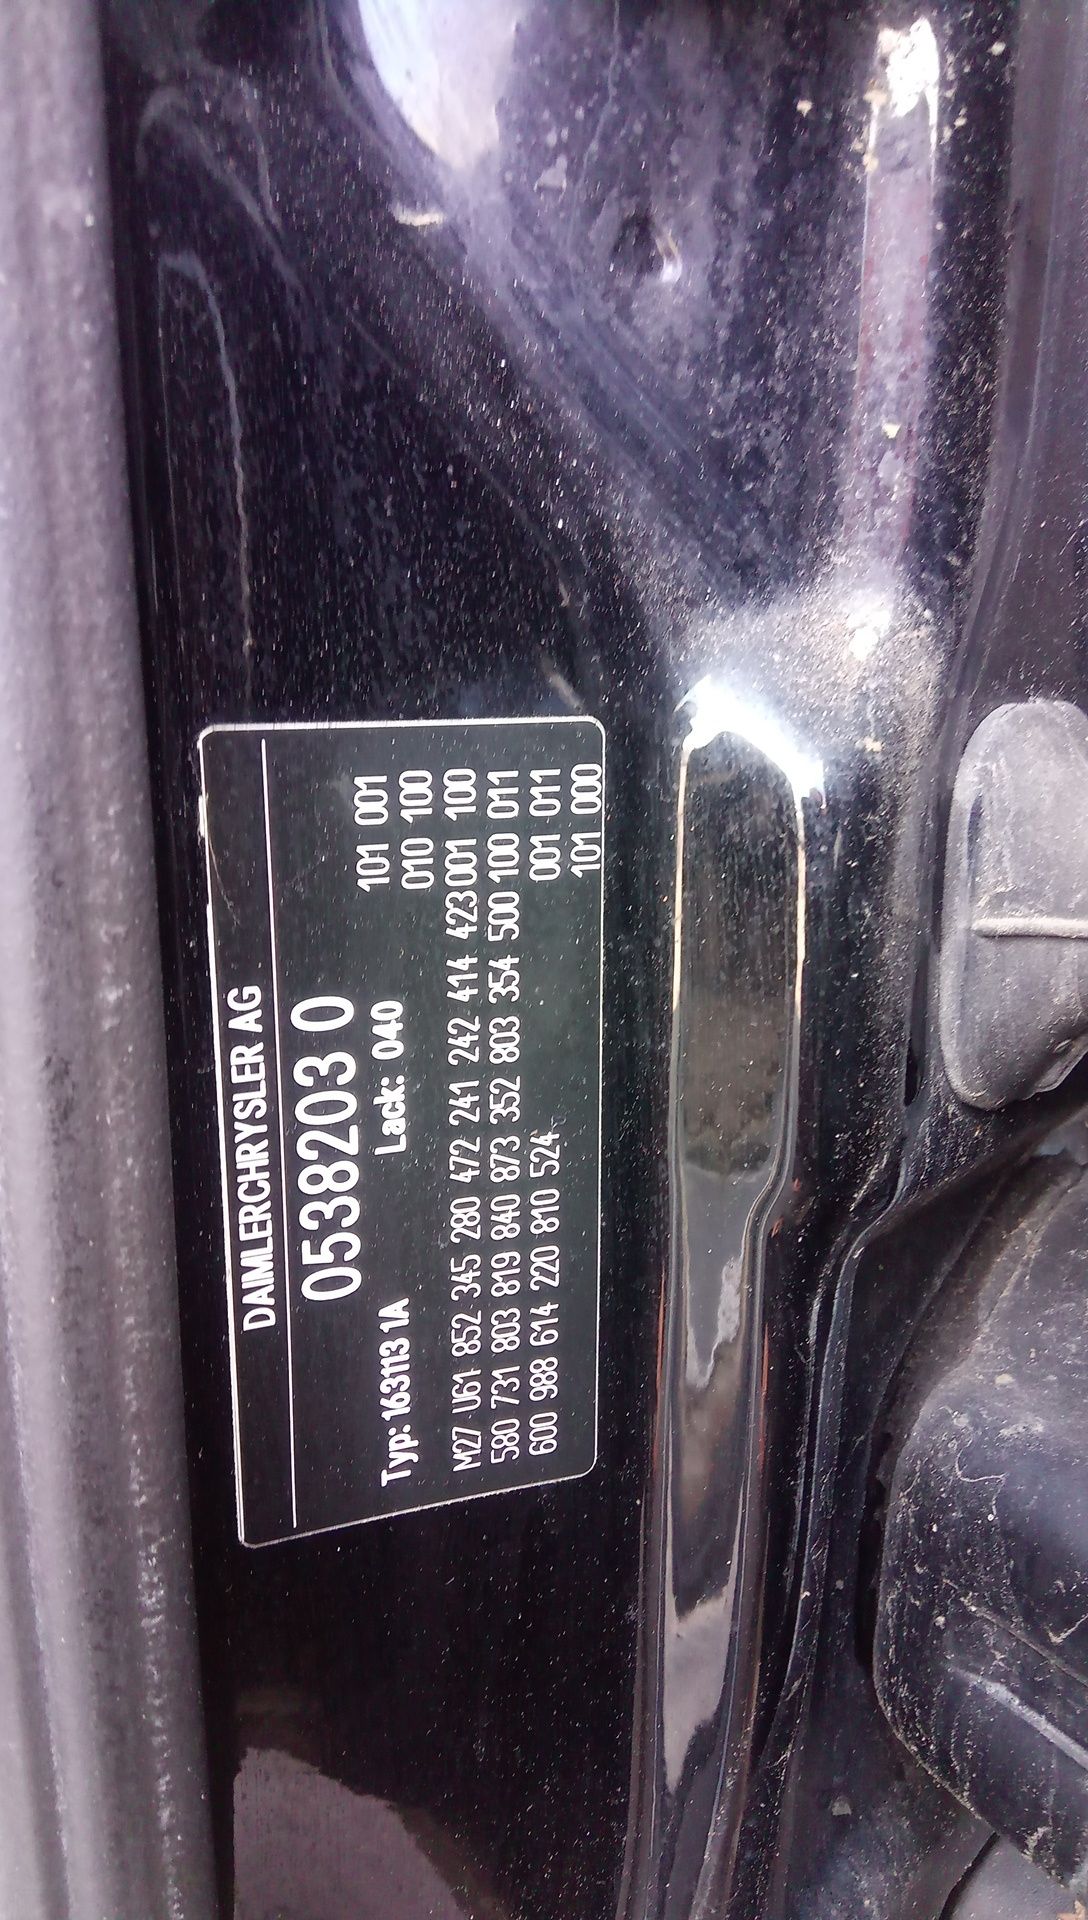 DAIMLERCHRYSLER AG
0538203 0
Typ: 163113 1A Lack: 040 101 001
010 100
M27 U61 852 345 280 472 241 242 414 423 001 100
580 731 803 819 840 873 352 803 354 500 100 011
600 988 614 220 810 524 001 011
101 000